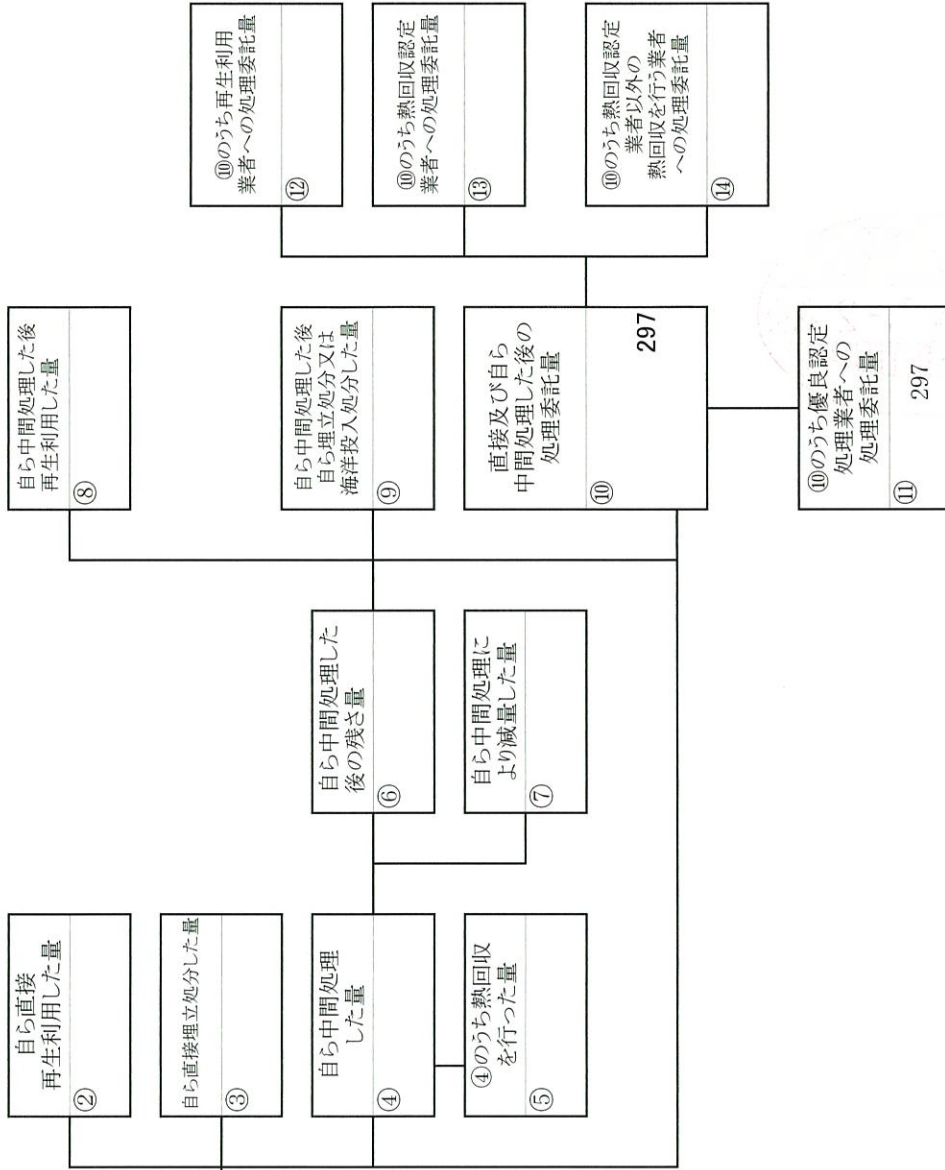 自ら直接
再生利用した量
②
自ら直接埋立処分した量
③
自ら中間処理
した量
④
④のうち熱回収
を行った量
⑤
自ら中間処理した
後の残さ量
⑥
自ら中間処理に
より減量した量
⑦
自ら中間処理した後
再生利用した量
⑧
自ら中間処理した後
自ら埋立処分又は
海洋投入処分した量
⑨
直接及び自ら
中間処理した後の
処理委託量
⑩
297
⑩のうち優良認定
処理業者への
処理委託量
⑪
297
⑩のうち再生利用
業者への処理委託量
⑫
⑩のうち熱回収認定
業者への処理委託量
⑬
⑩のうち熱回収認定
業者以外の
熱回収を行う業者
への処理委託量
⑭